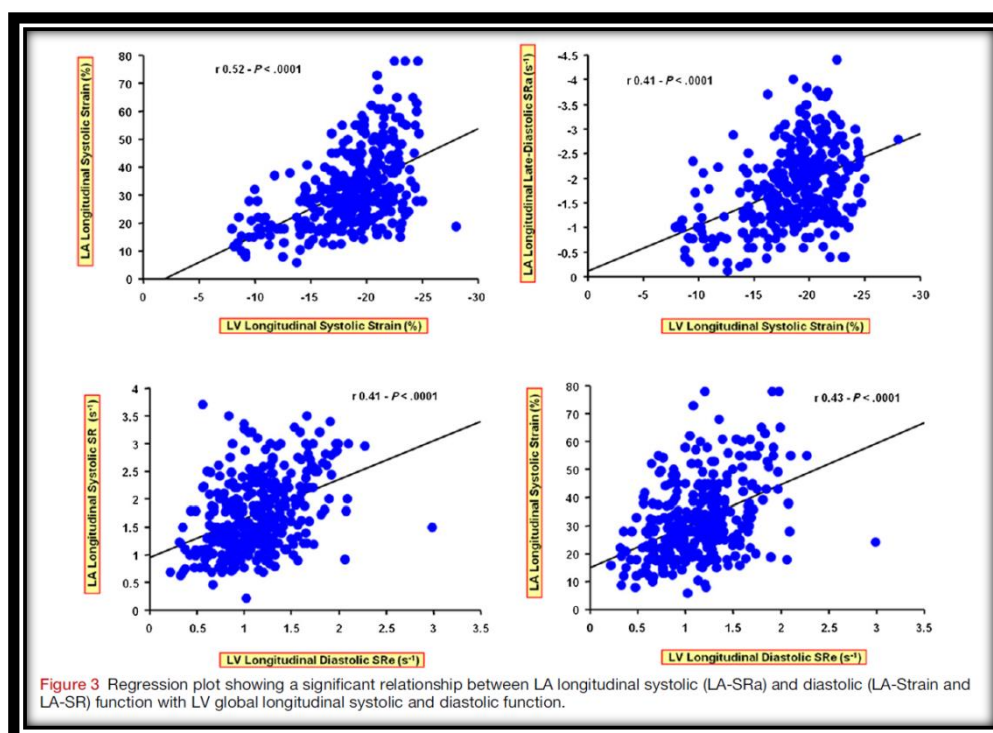 LA Longitudinal Systolic Strain (%)
80
70
60
50
40
30
20
10
0
r 0.52 - P < .0001
0 -5 -10 -15 -20 -25 -30
LV Longitudinal Systolic Strain (%)
LA Longitudinal Late-Diastolic SRa (s⁻¹)
-4.5
-4
-3.5
-3
-2.5
-2
-1.5
-1
-0.5
0
r 0.41 - P < .0001
0 -5 -10 -15 -20 -25 -30
LV Longitudinal Systolic Strain (%)
LA Longitudinal Systolic SR (s⁻¹)
4
3.5
3
2.5
2
1.5
1
0.5
0
r 0.41 - P < .0001
0 0.5 1 1.5 2 2.5 3 3.5
LV Longitudinal Diastolic SRe (s⁻¹)
LA Longitudinal Systolic Strain (%)
80
70
60
50
40
30
20
10
0
r 0.43 - P < .0001
0 0.5 1 1.5 2 2.5 3 3.5
LV Longitudinal Diastolic SRe (s⁻¹)
Figure 3 Regression plot showing a significant relationship between LA longitudinal systolic (LA-SRa) and diastolic (LA-Strain and
LA-SR) function with LV global longitudinal systolic and diastolic function.